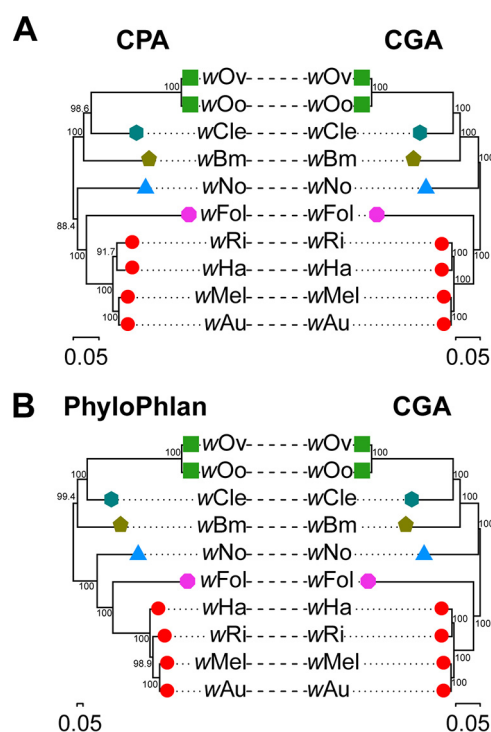 A
CPA CGA
wOv wOv
100 100
wOo wOo
98.6 100
wCle wCle
100 100
wBm wBm
wNo wNo
88.4
wFol wFol
100 100
91.7 wRi wRi 100
wHa wHa
100 100
wMel wMel
100 100
wAu wAu
0.05 0.05
B
PhyloPhlan CGA
wOv wOv
100 100
wOo wOo
100 100
99.4 wCle wCle 100
wBm wBm
wNo wNo
100
wFol wFol
100
wHa wHa
100 100
wRi wRi
98.9 wMel wMel 100
100 100
wAu wAu
0.05 0.05